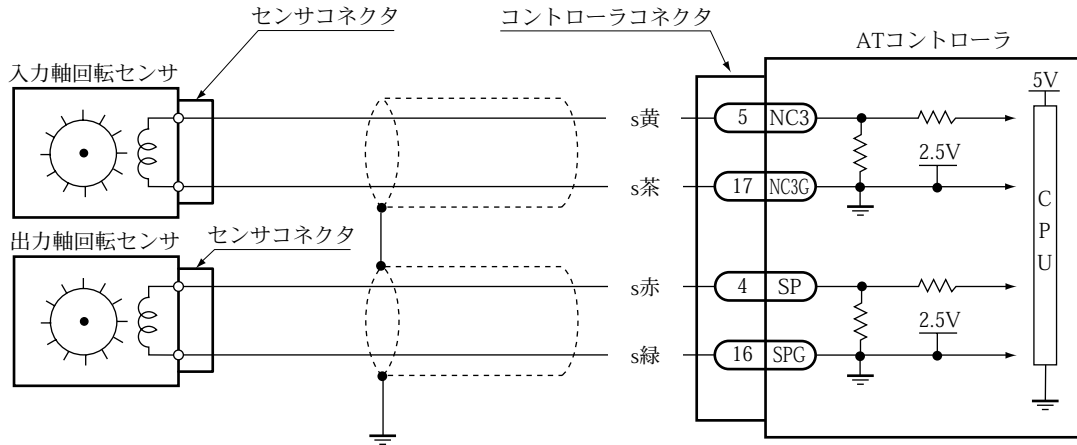 センサコネクタ
コントローラコネクタ
ATコントローラ
入力軸回転センサ
5V
s黄
5
NC3
2.5V
s茶
17
NC3G
CPU
出力軸回転センサ
センサコネクタ
s赤
4
SP
2.5V
s緑
16
SPG